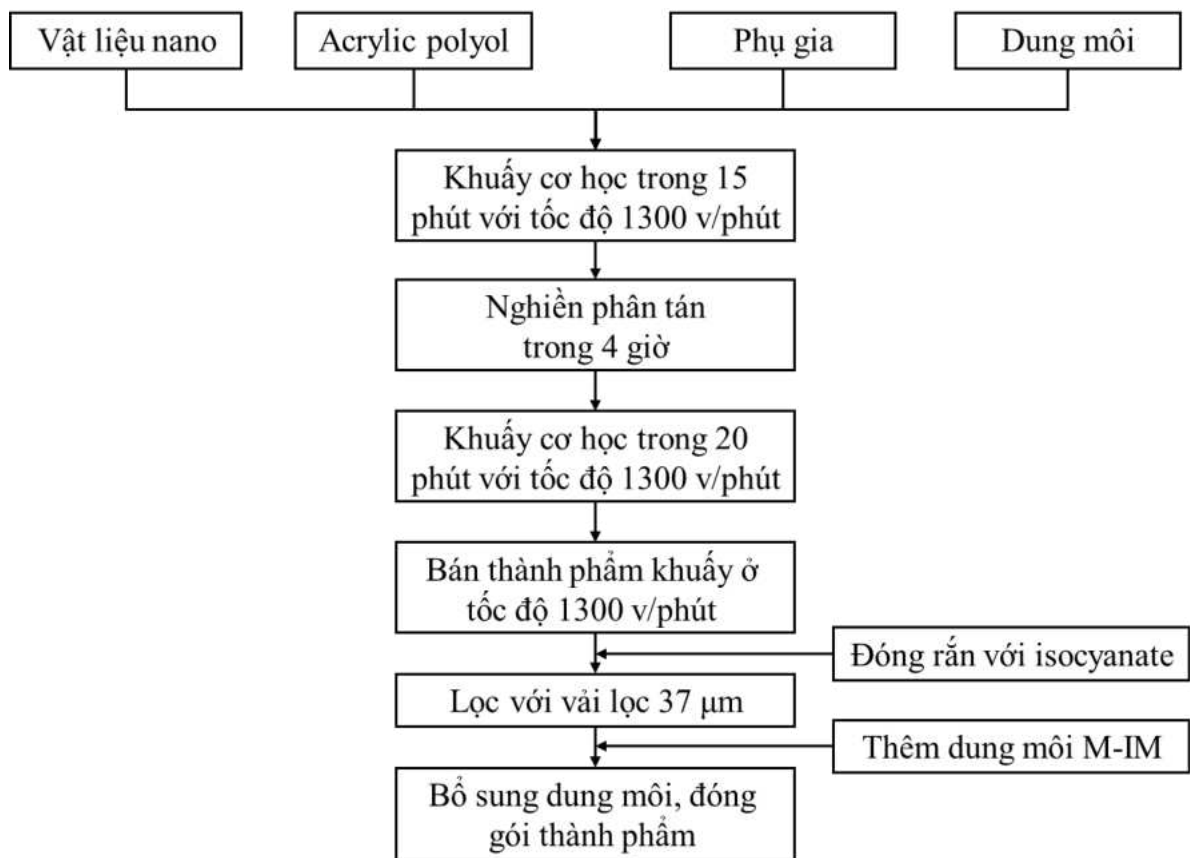 Vật liệu nano
Acrylic polyol
Phụ gia
Dung môi
Khuấy cơ học trong 15
phút với tốc độ 1300 v/phút
Nghiền phân tán
trong 4 giờ
Khuấy cơ học trong 20
phút với tốc độ 1300 v/phút
Bán thành phẩm khuấy ở
tốc độ 1300 v/phút
Đóng rắn với isocyanate
Lọc với vải lọc 37 μm
Thêm dung môi M-IM
Bổ sung dung môi, đóng
gói thành phẩm